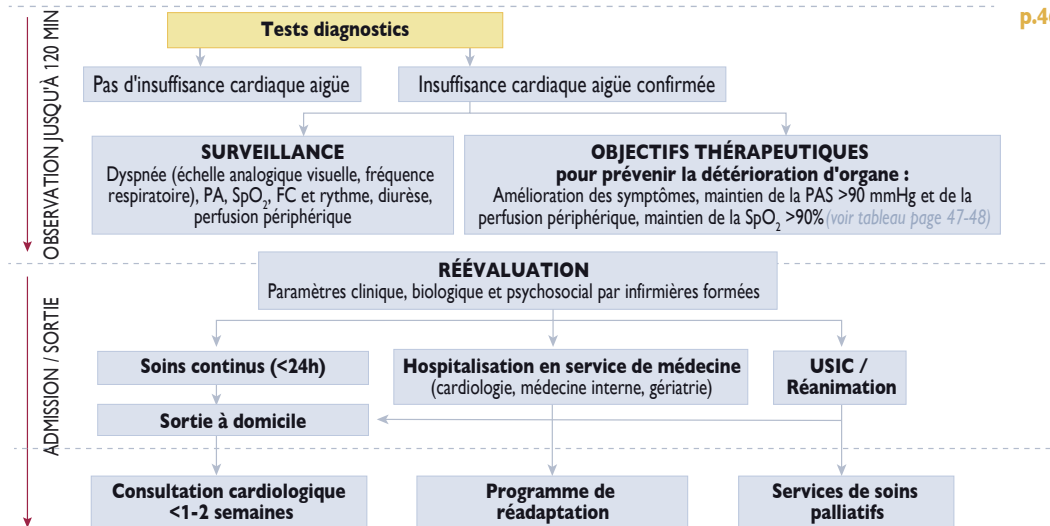 p.4
Tests diagnostics
Pas d'insuffisance cardiaque aigüe
Insuffisance cardiaque aigüe confirmée
OBSERVATION JUSQU'À 120 MIN
SURVEILLANCE
Dyspnée (échelle analogique visuelle, fréquence
respiratoire), PA, SpO₂, FC et rythme, diurèse,
perfusion périphérique
OBJECTIFS THÉRAPEUTIQUES
pour prévenir la détérioration d'organe :
Amélioration des symptômes, maintien de la PAS >90 mmHg et de la
perfusion périphérique, maintien de la SpO₂ >90% (voir tableau page 47-48)
RÉÉVALUATION
Paramètres clinique, biologique et psychosocial par infirmières formées
ADMISSION / SORTIE
Soins continus (<24h)
Hospitalisation en service de médecine
(cardiologie, médecine interne, gériatrie)
USIC /
Réanimation
Sortie à domicile
Consultation cardiologique
<1-2 semaines
Programme de
réadaptation
Services de soins
palliatifs